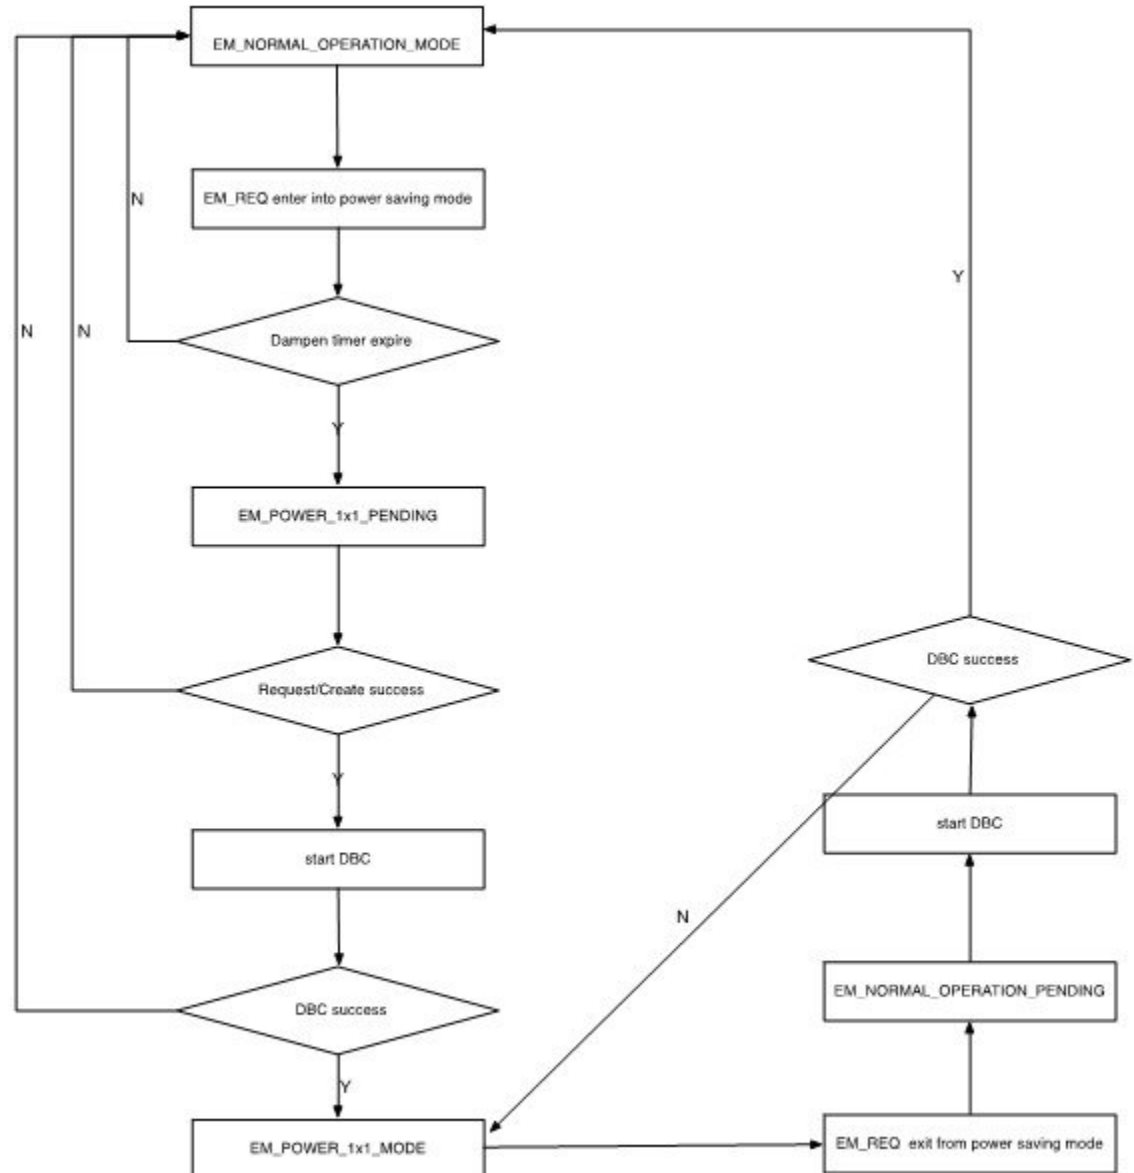 EM_NORMAL_OPERATION_MODE
EM_REQ enter into power saving mode
N
Y
N
N
Dampen timer expire
Y
EM_POWER_1x1_PENDING
DBC success
Request/Create success
Y
start DBC
start DBC
N
EM_NORMAL_OPERATION_PENDING
DBC success
Y
EM_POWER_1x1_MODE
EM_REQ exit from power saving mode